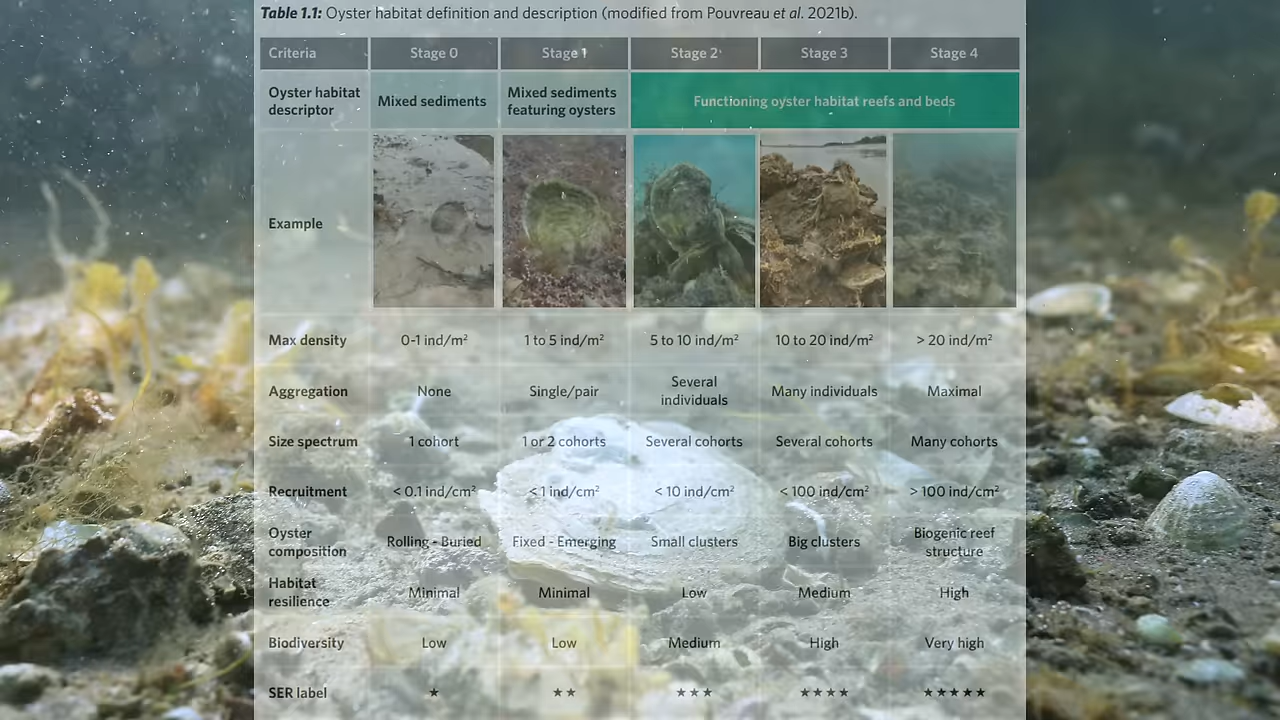 Table 1.1: Oyster habitat definition and description (modified from Pouvreau et al. 2021b).
Criteria Stage 0 Stage 1 Stage 2 Stage 3 Stage 4
Oyster habitat descriptor Mixed sediments Mixed sediments featuring oysters Functioning oyster habitat reefs and beds
Example
Max density 0-1 ind/m² 1 to 5 ind/m² 5 to 10 ind/m² 10 to 20 ind/m² > 20 ind/m²
Aggregation None Single/pair Several individuals Many individuals Maximal
Size spectrum 1 cohort 1 or 2 cohorts Several cohorts Several cohorts Many cohorts
Recruitment < 0.1 ind/cm² < 1 ind/cm² < 10 ind/cm² < 100 ind/cm² > 100 ind/cm²
Oyster composition Rolling - Buried Fixed - Emerging Small clusters Big clusters Biogenic reef structure
Habitat resilience Minimal Minimal Low Medium High
Biodiversity Low Low Medium High Very high
SER label ★ ★★ ★★★ ★★★★ ★★★★★